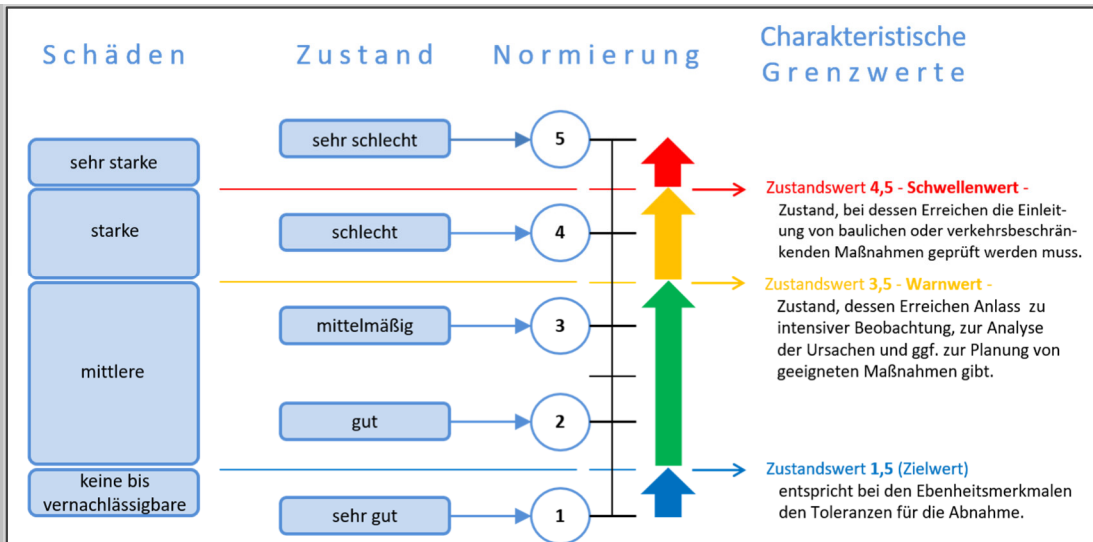 Schäden
Zustand
Normierung
Charakteristische
Grenzwerte
sehr starke
starke
mittlere
keine bis
vernachlässigbare
sehr schlecht
schlecht
mittelmäßig
gut
sehr gut
5
4
3
2
1
Zustandswert 4,5 - Schwellenwert -
Zustand, bei dessen Erreichen die Einleit-
ung von baulichen oder verkehrsbeschrän-
kenden Maßnahmen geprüft werden muss.
Zustandswert 3,5 - Warnwert -
Zustand, dessen Erreichen Anlass zu
intensiver Beobachtung, zur Analyse
der Ursachen und ggf. zur Planung von
geeigneten Maßnahmen gibt.
Zustandswert 1,5 (Zielwert)
entspricht bei den Ebenheitsmerkmalen
den Toleranzen für die Abnahme.